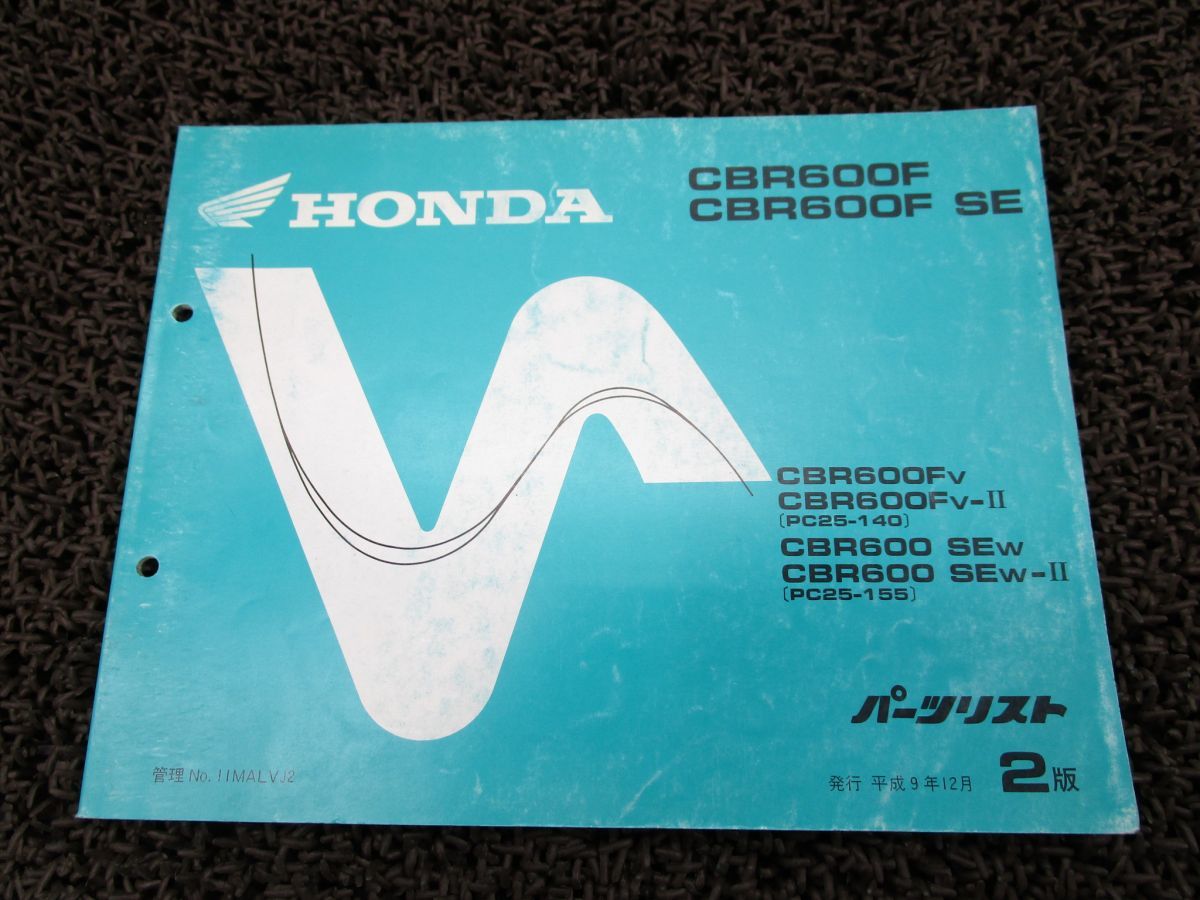 HONDA
CBR600F
CBR600F SE
CBR600FV
CBR600FV-II
〔PC25-140〕
CBR600 SEW
CBR600 SEW-II
〔PC25-155〕
パーツリスト
管理 No. 11MALVJ2
発行 平成9年12月 2版